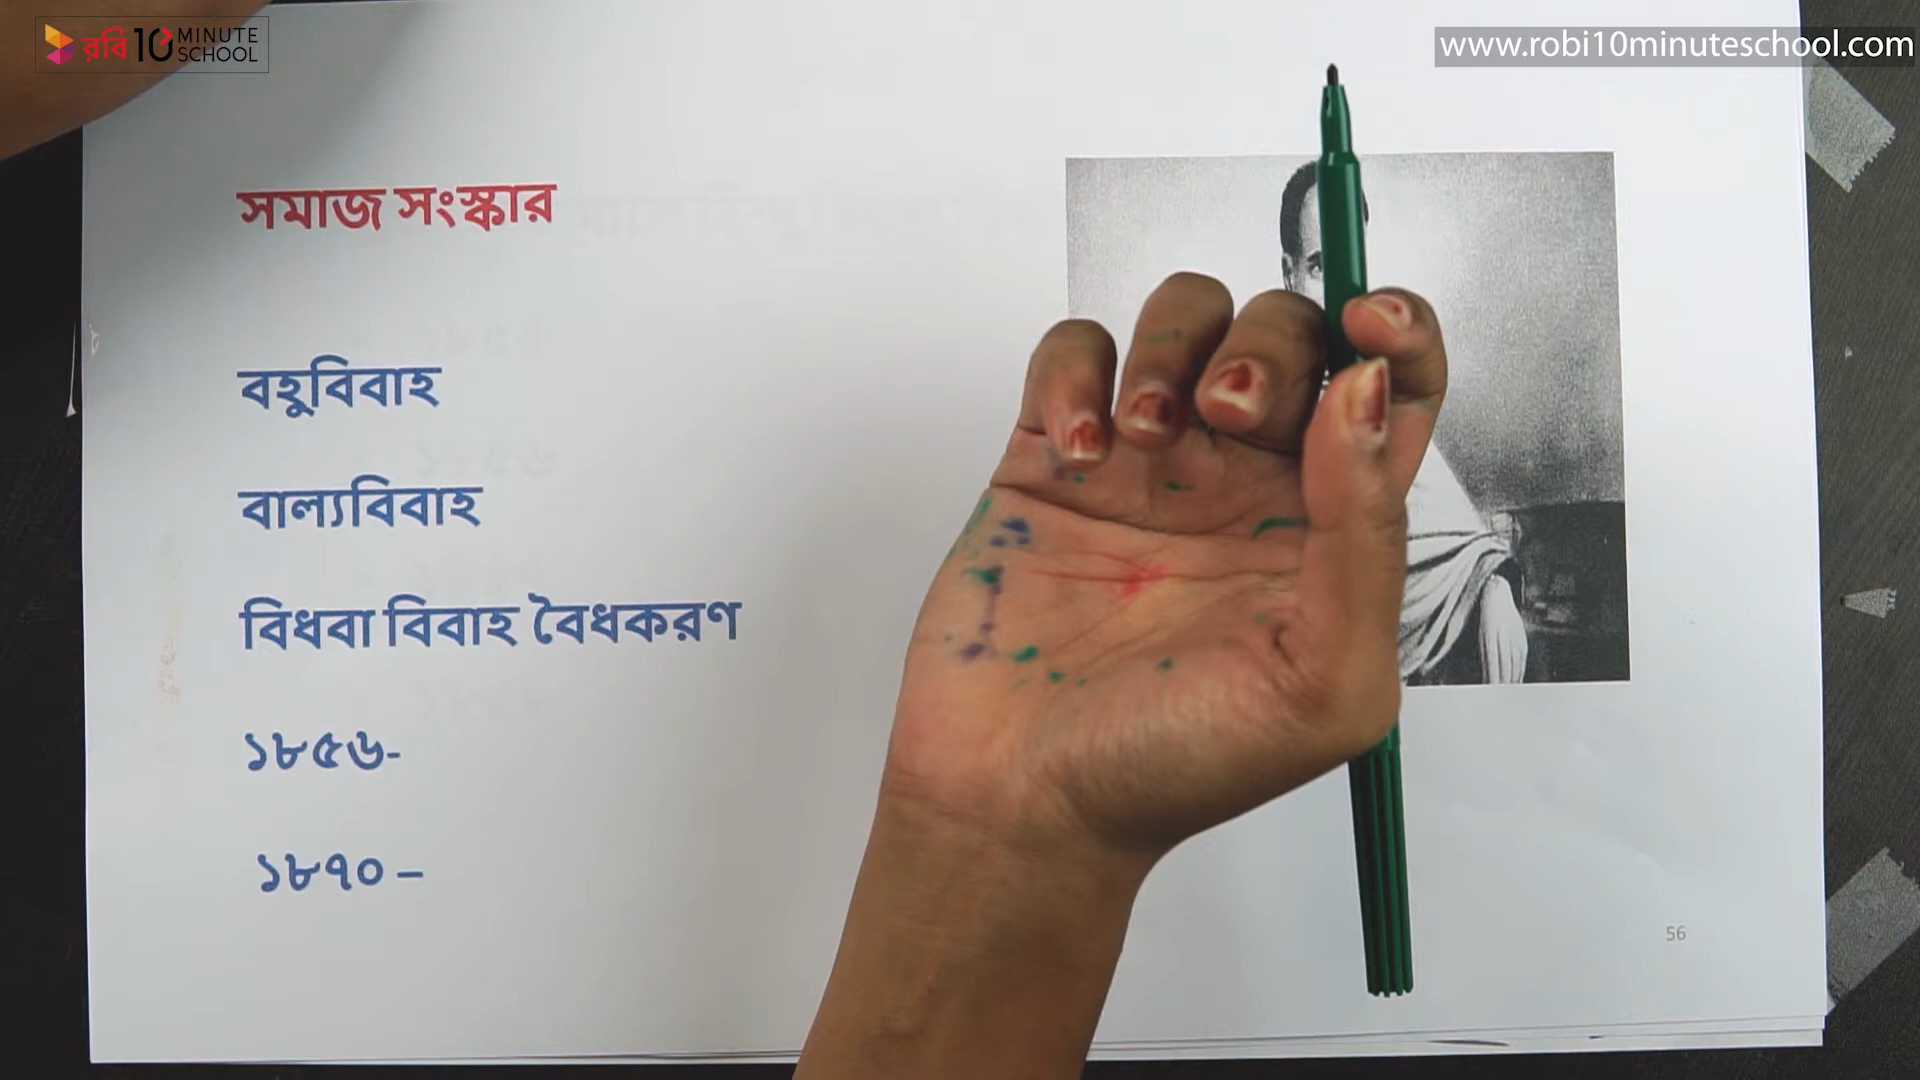 রবি 10 MINUTE SCHOOL
www.robi10minuteschool.com
সমাজ সংস্কার
বহুবিবাহ
বাল্যবিবাহ
বিধবা বিবাহ বৈধকরণ
১৮৫৬-
১৮৭০ –
56